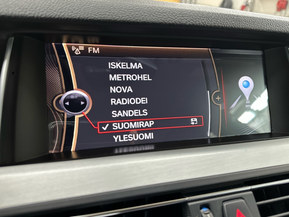 FM
ISKELMA
METROHEL
NOVA
RADIODEI
SANDELS
✓ SUOMIRAP
YLESUOMI